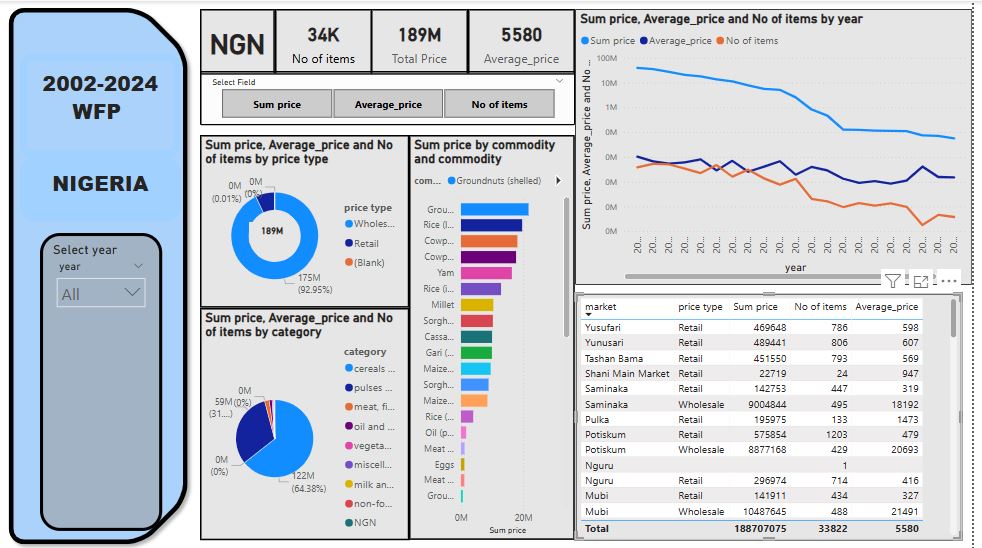 2002-2024
WFP
NIGERIA
Select year
year
All
NGN
34K
No of items
189M
Total Price
5580
Average_price
Select Field
Sum price
Average_price
No of items
Sum price, Average_price and No
of items by price type
0M
(0.01%)
0M
(0%)
189M
175M
(92.95%)
price type
Wholes...
Retail
(Blank)
Sum price, Average_price and No
of items by category
0M
(0%)
59M
(31....)
0M
(0%)
122M
(64.38%)
category
cereals ...
pulses ...
meat, fi...
oil and ...
vegeta...
miscell...
milk an...
non-fo...
NGN
Sum price by commodity
and commodity
com...
Groundnuts (shelled)
Grou...
Rice (l...
Cowp...
Cowp...
Yam
Rice (i...
Millet
Sorgh...
Cassa...
Gari (...
Maize...
Sorgh...
Maize...
Rice (...
Oil (p...
Meat ...
Eggs
Meat ...
Grou...
0M 20M
Sum price
Sum price, Average_price and No of items by year
Sum price Average_price No of items
Sum price, Average_price and No ...
100M
10M
1M
0M
0M
0M
0M
0M
20... 20... 20... 20... 20... 20... 20... 20... 20... 20... 20... 20... 20... 20... 20... 20... 20... 20... 20... 20... 20...
year
market price type Sum price No of items Average_price
Yusufari Retail 469648 786 598
Yunusari Retail 489441 806 607
Tashan Bama Retail 451550 793 569
Shani Main Market Retail 22719 24 947
Saminaka Retail 142753 447 319
Saminaka Wholesale 9004844 495 18192
Pulka Retail 195975 133 1473
Potiskum Retail 575854 1203 479
Potiskum Wholesale 8877168 429 20693
Nguru 1
Nguru Retail 296974 714 416
Mubi Retail 141911 434 327
Mubi Wholesale 10487645 488 21491
Total 188707075 33822 5580